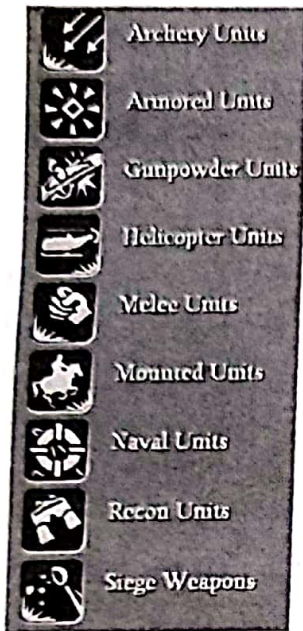 Archery Units
Armored Units
Gunpowder Units
Helicopter Units
Melee Units
Mounted Units
Naval Units
Recon Units
Siege Weapons